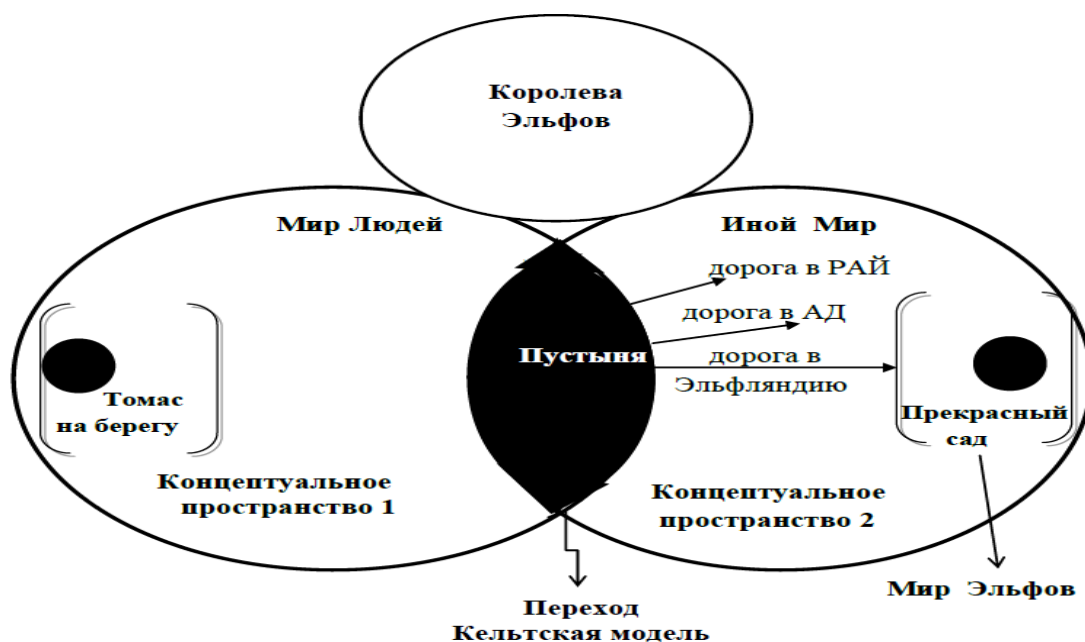 Королева
Эльфов
Мир Людей
Иной Мир
дорога в РАЙ
дорога в АД
Пустыня
дорога в
Эльфляндию
Томас
на берегу
Прекрасный
сад
Концептуальное
пространство 1
Концептуальное
пространство 2
Мир Эльфов
Переход
Кельтская модель